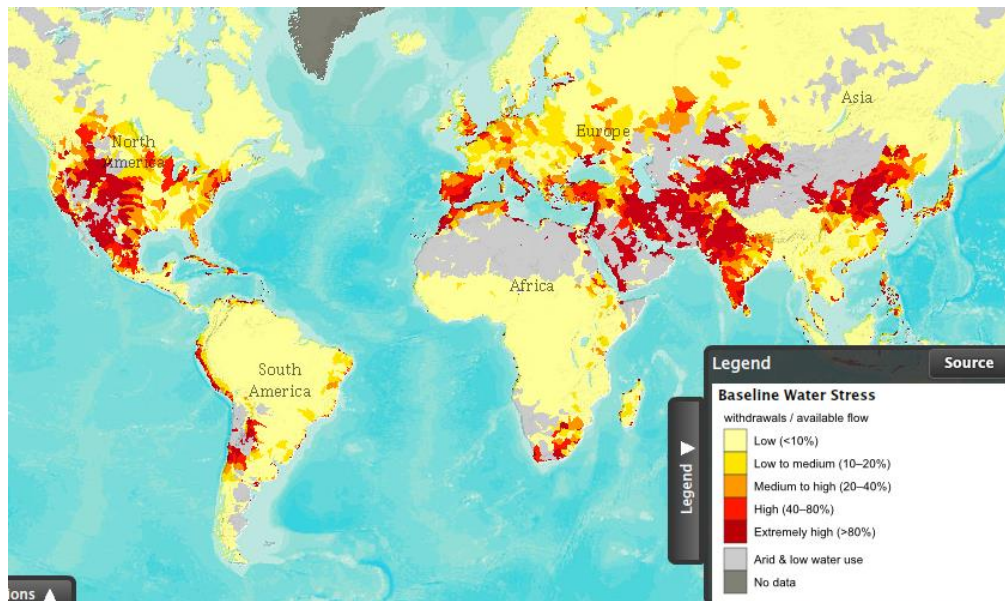 North
America
Europe
Asia
Africa
South
America
Legend
Source
Legend
Baseline Water Stress
withdrawals / available flow
Low (<10%)
Low to medium (10–20%)
Medium to high (20–40%)
High (40–80%)
Extremely high (>80%)
Arid & low water use
No data
ions